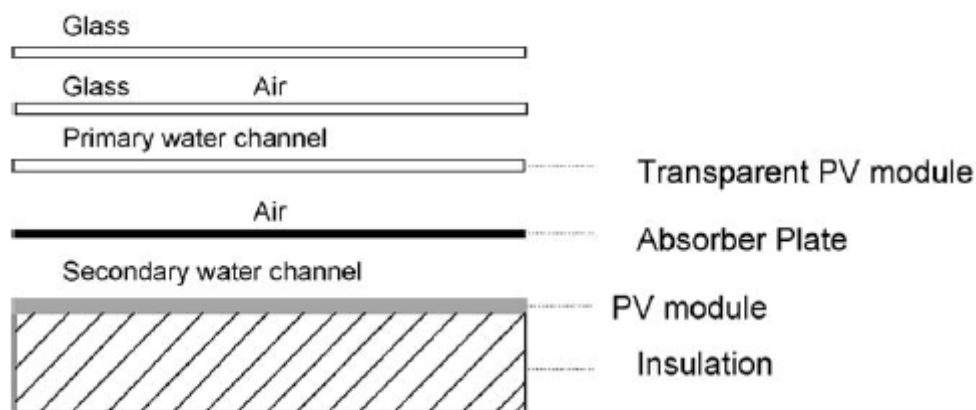 Glass
Glass Air
Primary water channel
Transparent PV module
Air
Absorber Plate
Secondary water channel
PV module
Insulation